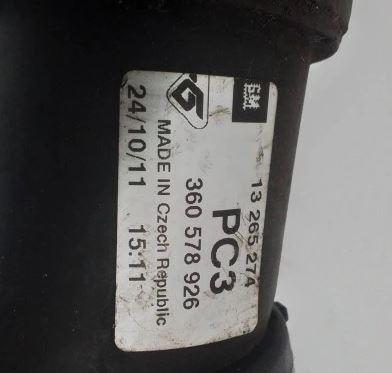 GM 13 265 274
PC3
360 578 926
MADE IN Czech Republic
24/10/11 15:11